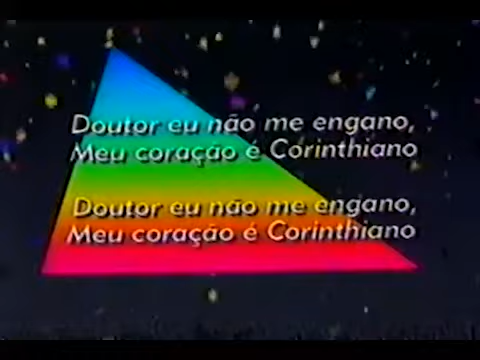 Doutor eu não me engano,
Meu coração é Corinthiano
Doutor eu não me engano,
Meu coração é Corinthiano